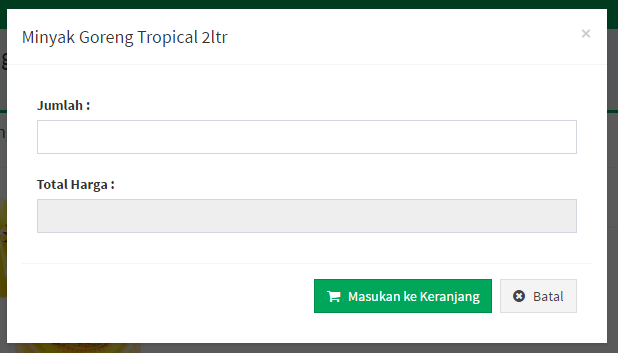 Minyak Goreng Tropical 2ltr
×
Jumlah :
Total Harga :
Masukan ke Keranjang
Batal